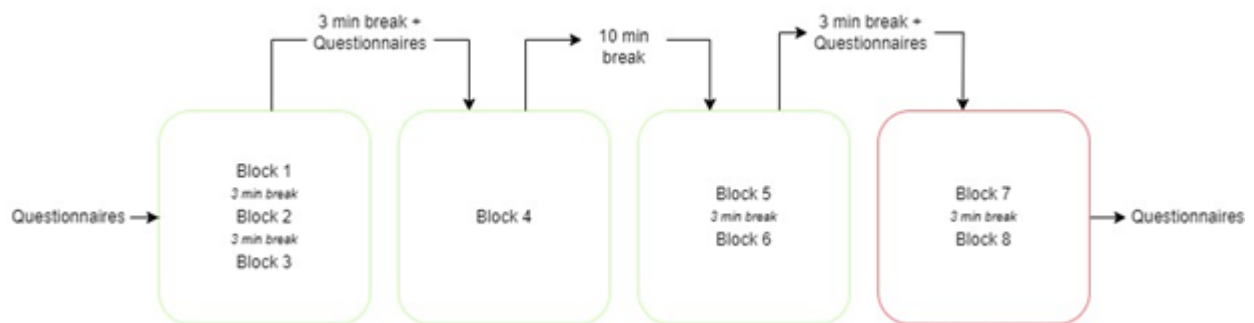 Questionnaires
Block 1
3 min break
Block 2
3 min break
Block 3
3 min break +
Questionnaires
Block 4
10 min
break
Block 5
3 min break
Block 6
3 min break +
Questionnaires
Block 7
3 min break
Block 8
Questionnaires